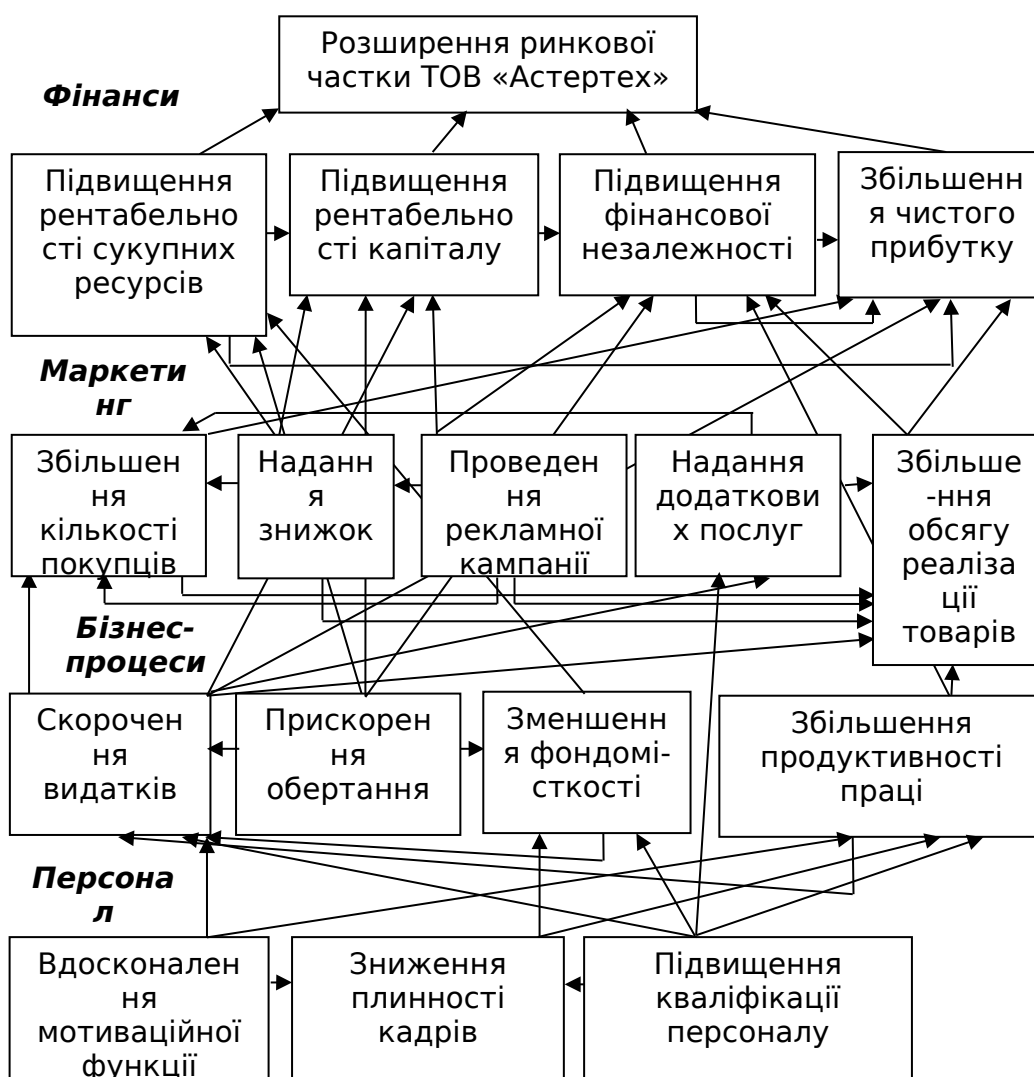 Розширення ринкової
частки ТОВ «Астертех»
Фінанси
Підвищення
рентабельно
сті сукупних
ресурсів
Підвищення
рентабельно
сті капіталу
Підвищення
фінансової
незалежності
Збільшенн
я чистого
прибутку
Маркети
нг
Збільшен
ня
кількості
покупців
Наданн
я
знижок
Проведен
ня
рекламної
кампанії
Надання
додаткови
х послуг
Збільше
-ння
обсягу
реаліза
ції
товарів
Бізнес-
процеси
Скорочен
ня
видатків
Прискорен
ня
обертання
Зменшенн
я фондомі-
сткості
Збільшення
продуктивності
праці
Персона
л
Вдосконален
ня
мотиваційної
функції
Зниження
плинності
кадрів
Підвищення
кваліфікації
персоналу